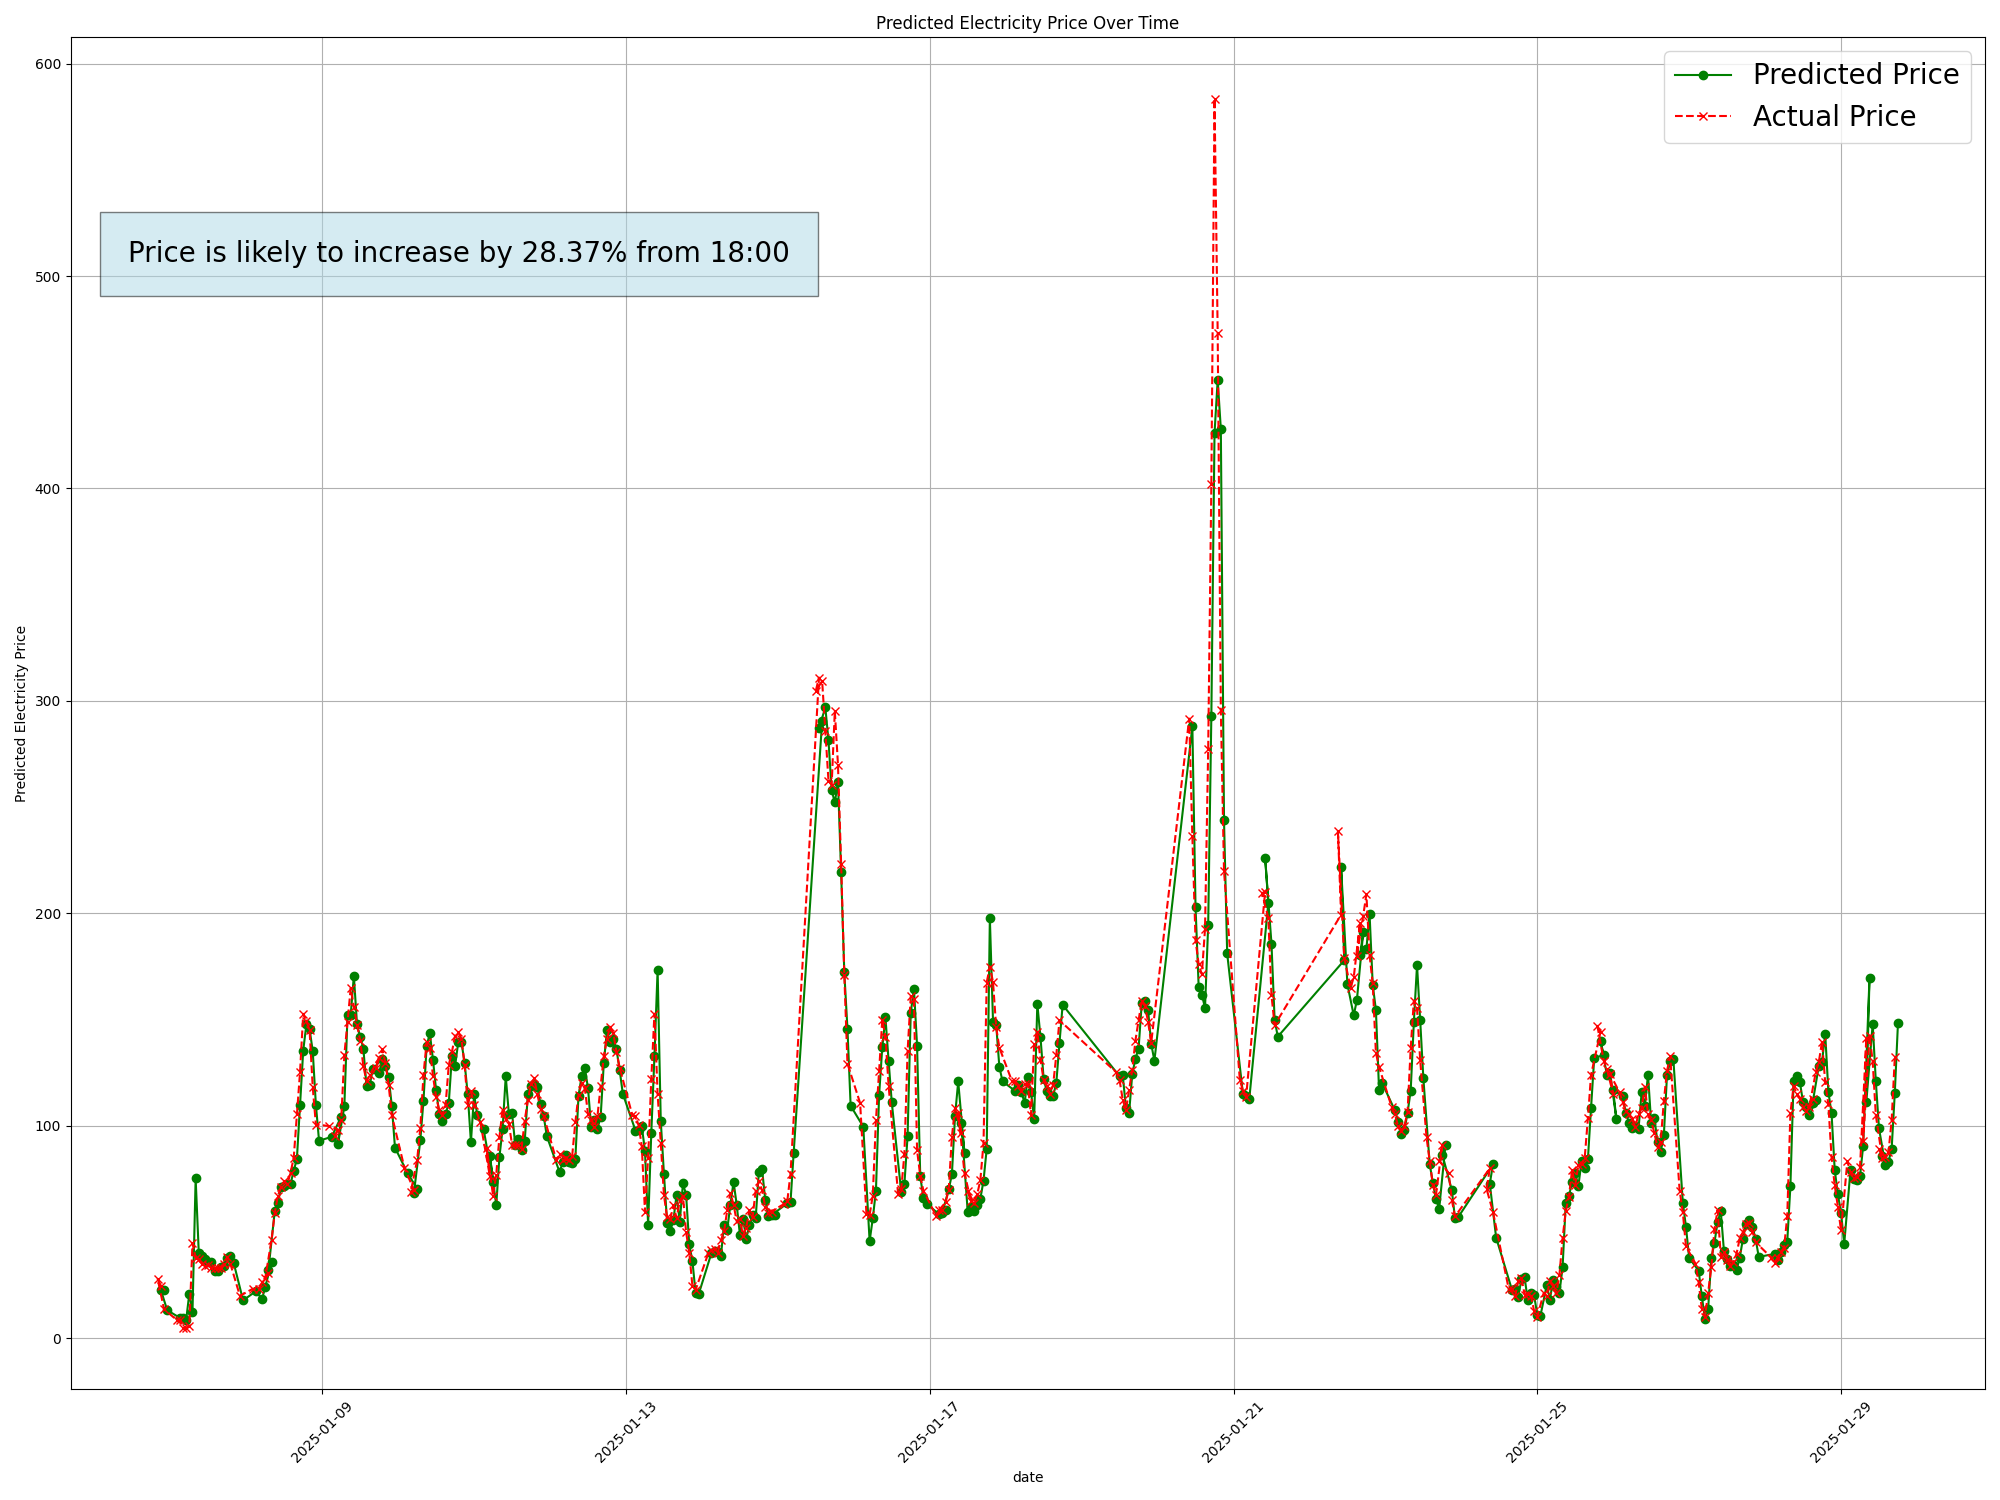 Predicted Electricity Price Over Time
Predicted Price
Actual Price
Price is likely to increase by 28.37% from 18:00
Predicted Electricity Price
600
500
400
300
200
100
0
2025-01-09
2025-01-13
2025-01-17
2025-01-21
2025-01-25
2025-01-29
date